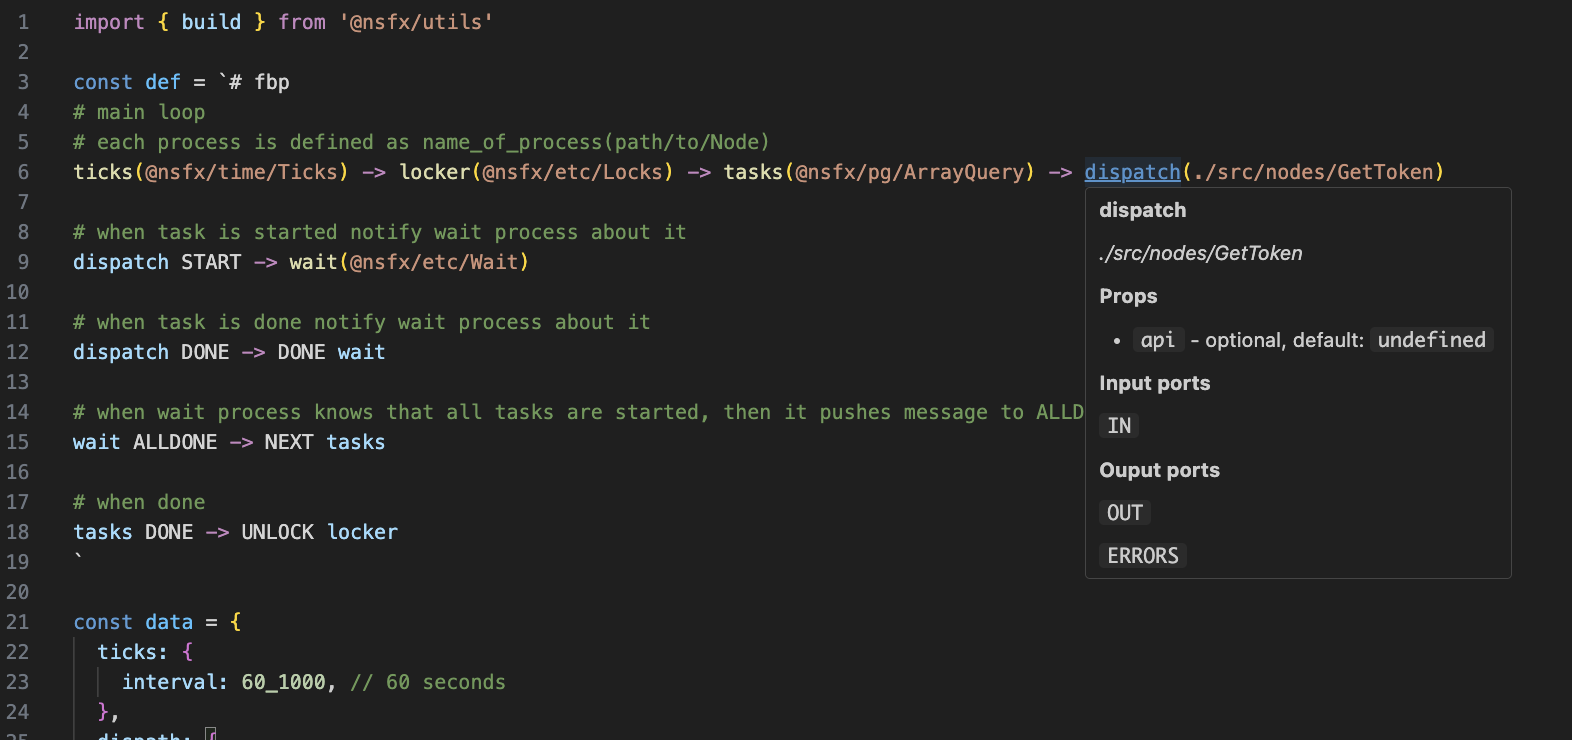 1 import { build } from '@nsfx/utils'
2
3 const def = `# fbp
4 # main loop
5 # each process is defined as name_of_process(path/to/Node)
6 ticks(@nsfx/time/Ticks) -> locker(@nsfx/etc/Locks) -> tasks(@nsfx/pg/ArrayQuery) -> dispatch(./src/nodes/GetToken)
7
8 # when task is started notify wait process about it
9 dispatch START -> wait(@nsfx/etc/Wait)
10
11 # when task is done notify wait process about it
12 dispatch DONE -> DONE wait
13
14 # when wait process knows that all tasks are started, then it pushes message to ALLD
15 wait ALLDONE -> NEXT tasks
16
17 # when done
18 tasks DONE -> UNLOCK locker
19 `
20
21 const data = {
22 ticks: {
23 interval: 60_1000, // 60 seconds
24 },
25 dispath: {
dispatch
./src/nodes/GetToken
Props
• api - optional, default: undefined
Input ports
IN
Ouput ports
OUT
ERRORS